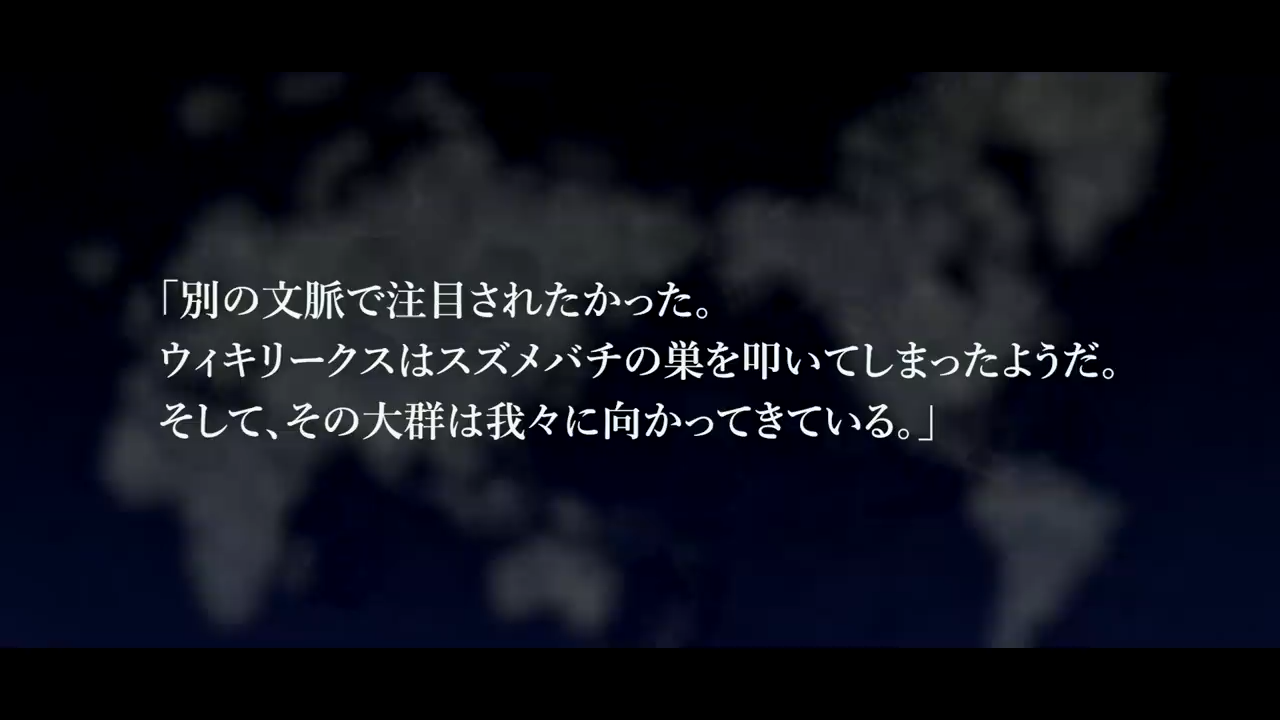 「別の文脈で注目されたかった。
ウィキリークスはスズメバチの巣を叩いてしまったようだ。
そして、その大群は我々に向かってきている。」